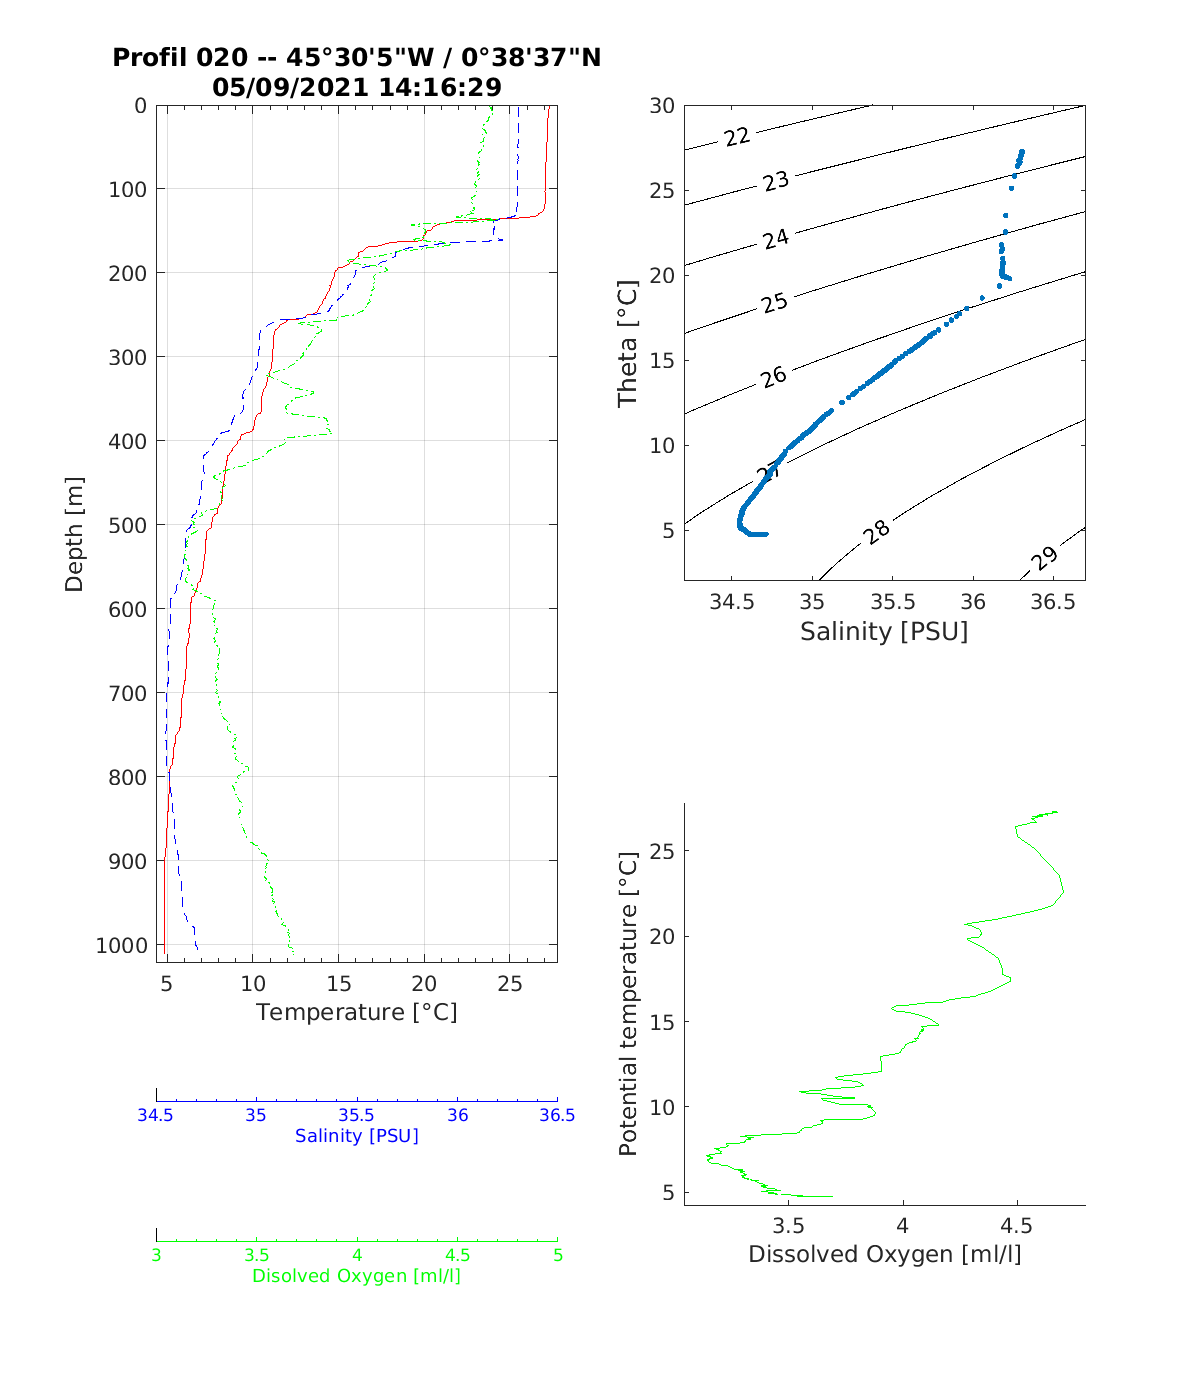 Profil 020 -- 45°30'5"W / 0°38'37"N
05/09/2021 14:16:29
0
100
200
300
400
500
600
700
800
900
1000
Depth [m]
5 10 15 20 25
Temperature [°C]
34.5 35 35.5 36 36.5
Salinity [PSU]
3 3.5 4 4.5 5
Disolved Oxygen [ml/l]
30
25
20
15
10
5
Theta [°C]
22
23
24
25
26
27
28
29
34.5 35 35.5 36 36.5
Salinity [PSU]
25
20
15
10
5
Potential temperature [°C]
3.5 4 4.5
Dissolved Oxygen [ml/l]